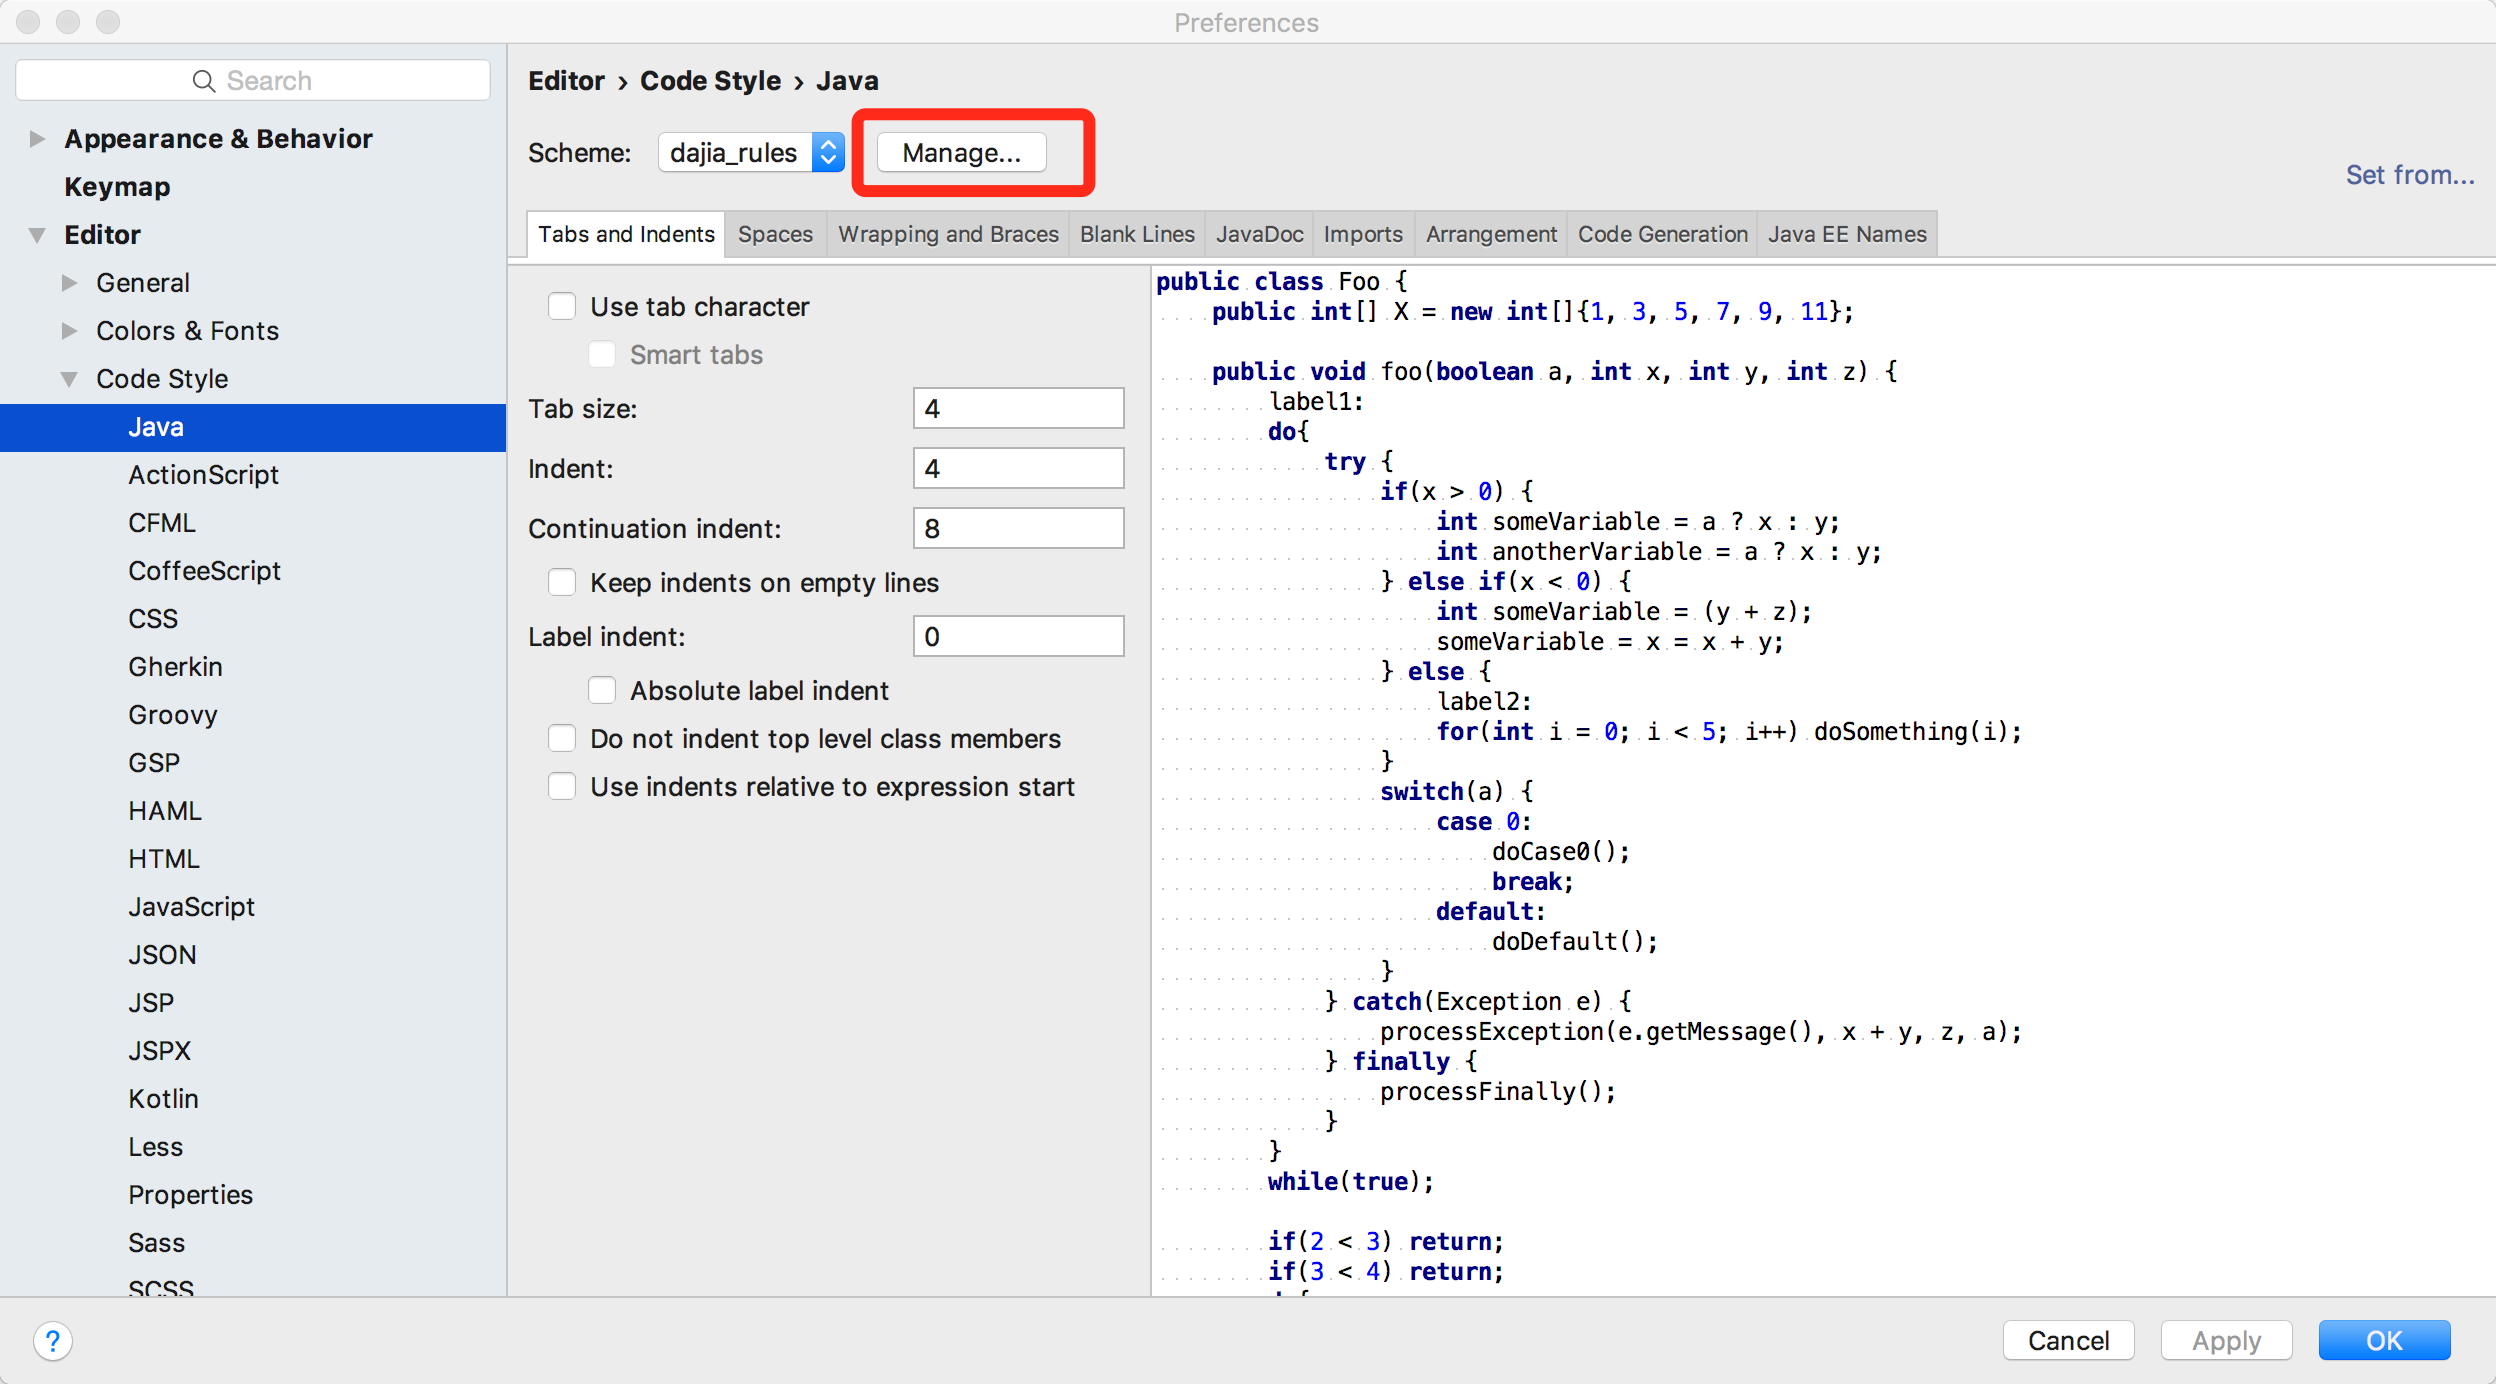 Preferences
Search
Appearance & Behavior
Keymap
Editor
General
Colors & Fonts
Code Style
Java
ActionScript
CFML
CoffeeScript
CSS
Gherkin
Groovy
GSP
HAML
HTML
JavaScript
JSON
JSP
JSPX
Kotlin
Less
Properties
Sass
SCSS
Editor › Code Style › Java
Scheme: dajia_rules Manage...
Set from...
Tabs and Indents Spaces Wrapping and Braces Blank Lines JavaDoc Imports Arrangement Code Generation Java EE Names
Use tab character
Smart tabs
Tab size: 4
Indent: 4
Continuation indent: 8
Keep indents on empty lines
Label indent: 0
Absolute label indent
Do not indent top level class members
Use indents relative to expression start
public class Foo {
    public int[] X = new int[]{1, 3, 5, 7, 9, 11};

    public void foo(boolean a, int x, int y, int z) {
        label1:
        do{
            try {
                if(x > 0) {
                    int someVariable = a ? x : y;
                    int anotherVariable = a ? x : y;
                } else if(x < 0) {
                    int someVariable = (y + z);
                    someVariable = x = x + y;
                } else {
                    label2:
                    for(int i = 0; i < 5; i++) doSomething(i);
                }
                switch(a) {
                    case 0:
                        doCase0();
                        break;
                    default:
                        doDefault();
                }
            } catch(Exception e) {
                processException(e.getMessage(), x + y, z, a);
            } finally {
                processFinally();
            }
        }
        while(true);

        if(2 < 3) return;
        if(3 < 4) return;
?
Cancel Apply OK